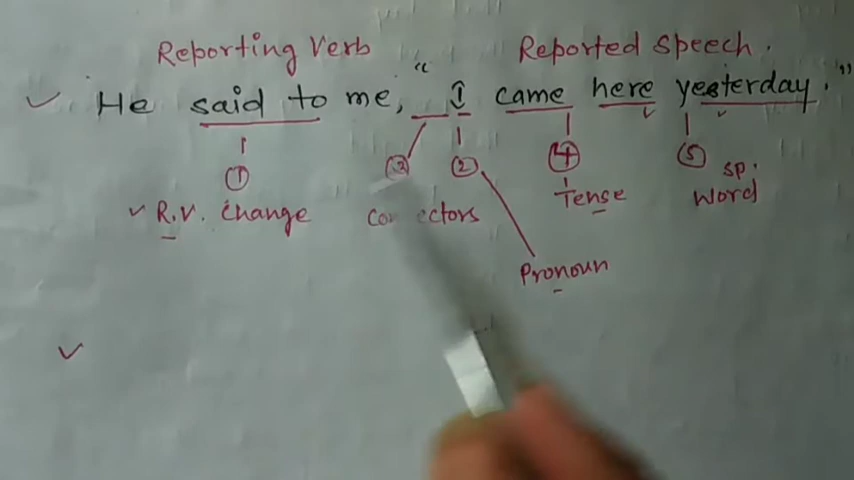 Reporting Verb Reported speech.
He said to me, “ I came here yesterday.”
① ② ④ ⑤ sp.
R.V. change Tense word
Pronoun